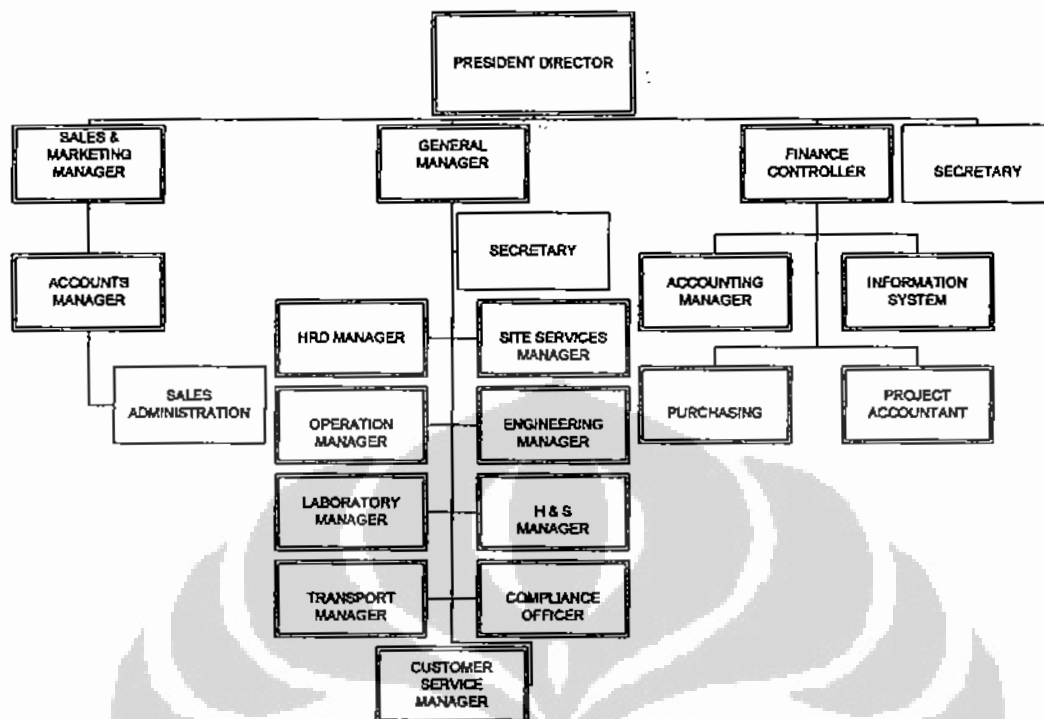 PRESIDENT DIRECTOR
SALES &
MARKETING
MANAGER
GENERAL
MANAGER
FINANCE
CONTROLLER
SECRETARY
SECRETARY
ACCOUNTS
MANAGER
ACCOUNTING
MANAGER
INFORMATION
SYSTEM
HRD MANAGER
SITE SERVICES
MANAGER
SALES
ADMINISTRATION
PURCHASING
PROJECT
ACCOUNTANT
OPERATION
MANAGER
ENGINEERING
MANAGER
LABORATORY
MANAGER
H & S
MANAGER
TRANSPORT
MANAGER
COMPLIANCE
OFFICER
CUSTOMER
SERVICE
MANAGER